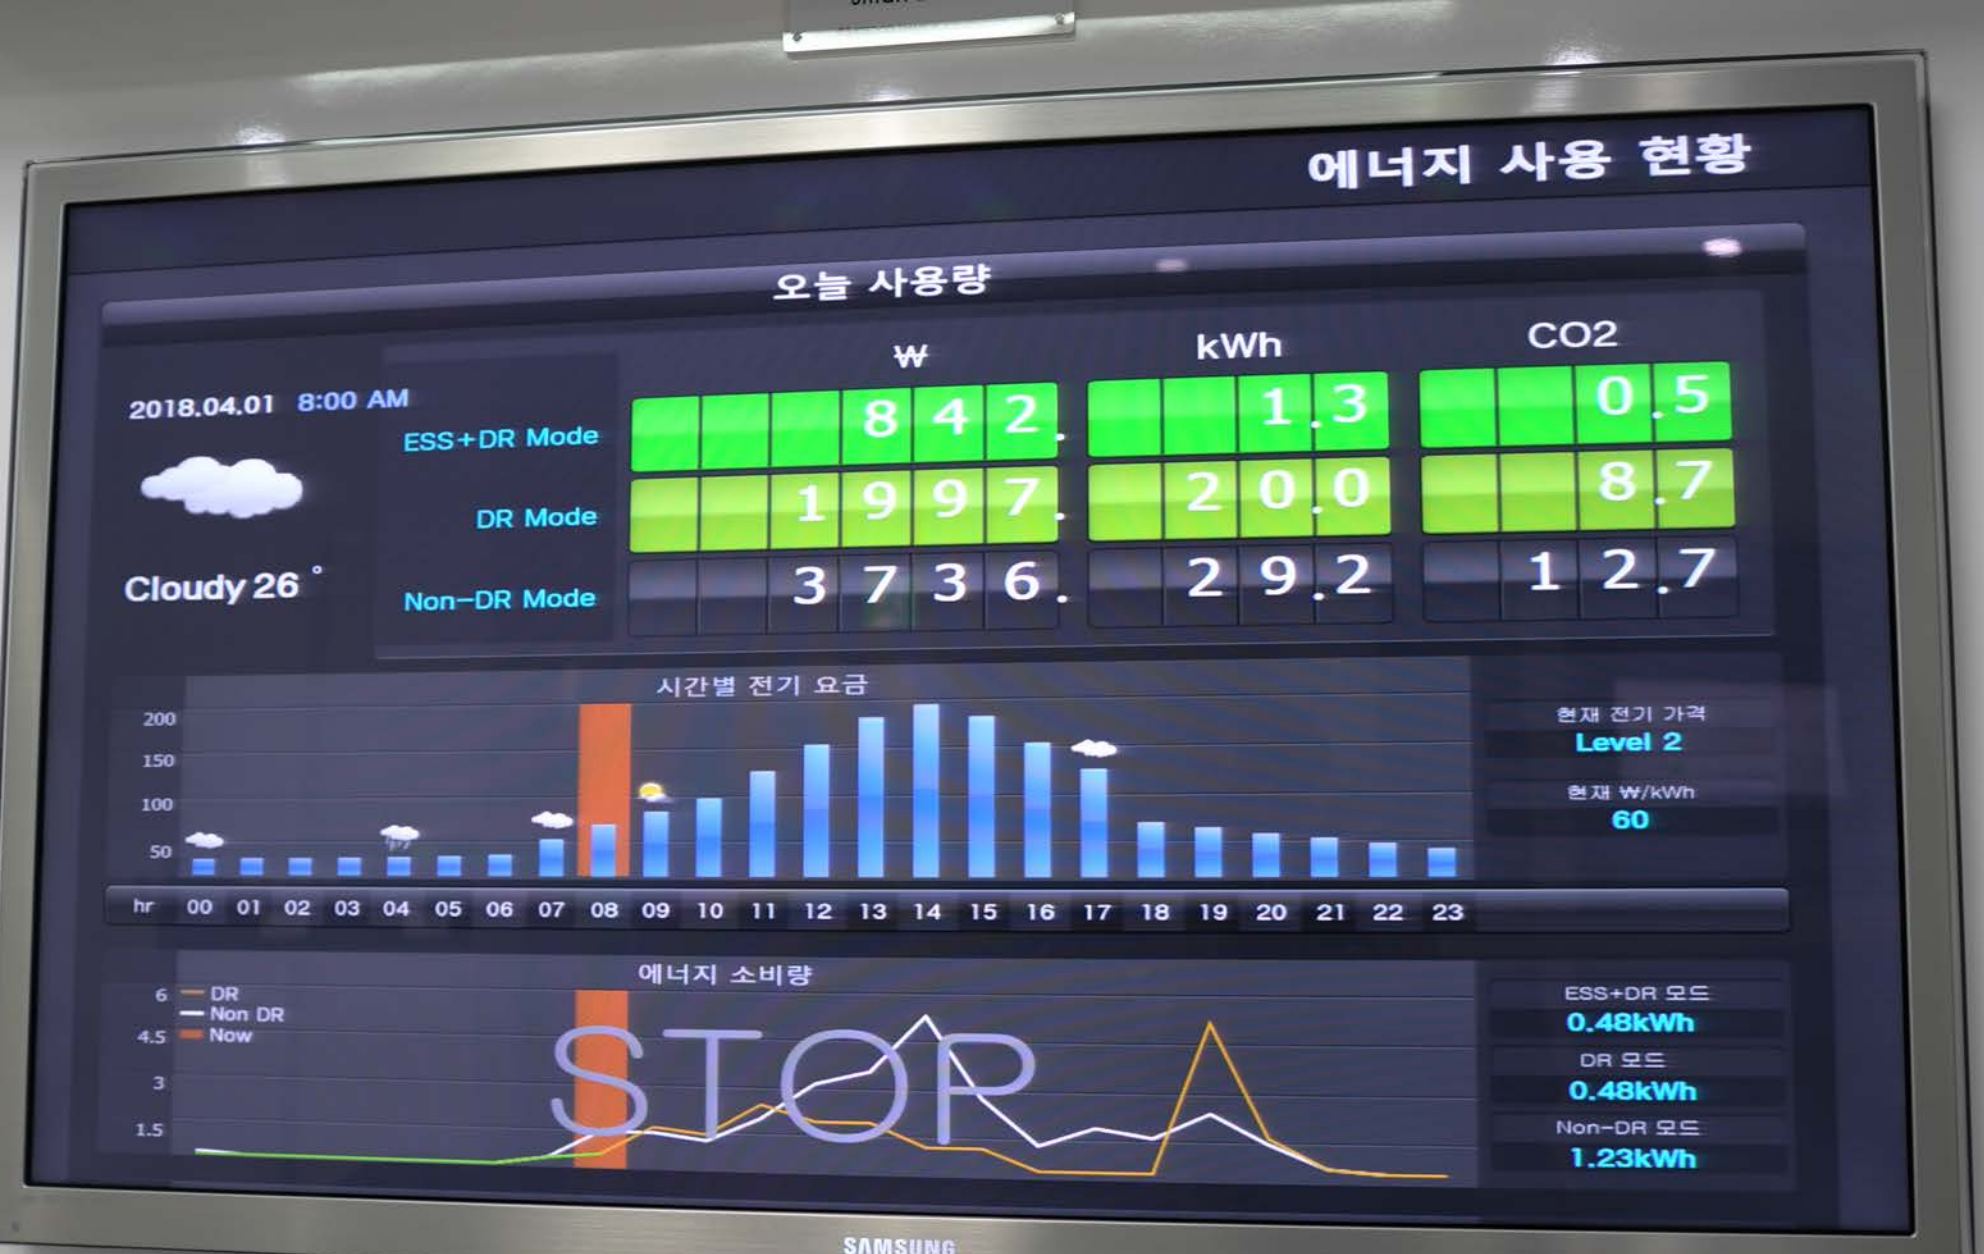 에너지 사용 현황
오늘 사용량
₩ kWh CO2
2018.04.01 8:00 AM
ESS+DR Mode 842. 1.3 0.5
DR Mode 1997. 20.0 8.7
Cloudy 26°
Non-DR Mode 3736. 29.2 12.7
시간별 전기 요금
200
150
100
50
현재 전기 가격
Level 2
현재 ₩/kWh
60
hr 00 01 02 03 04 05 06 07 08 09 10 11 12 13 14 15 16 17 18 19 20 21 22 23
에너지 소비량
6
4.5
3
1.5
DR
Non DR
Now
STOP
ESS+DR 모드
0.48kWh
DR 모드
0.48kWh
Non-DR 모드
1.23kWh
SAMSUNG